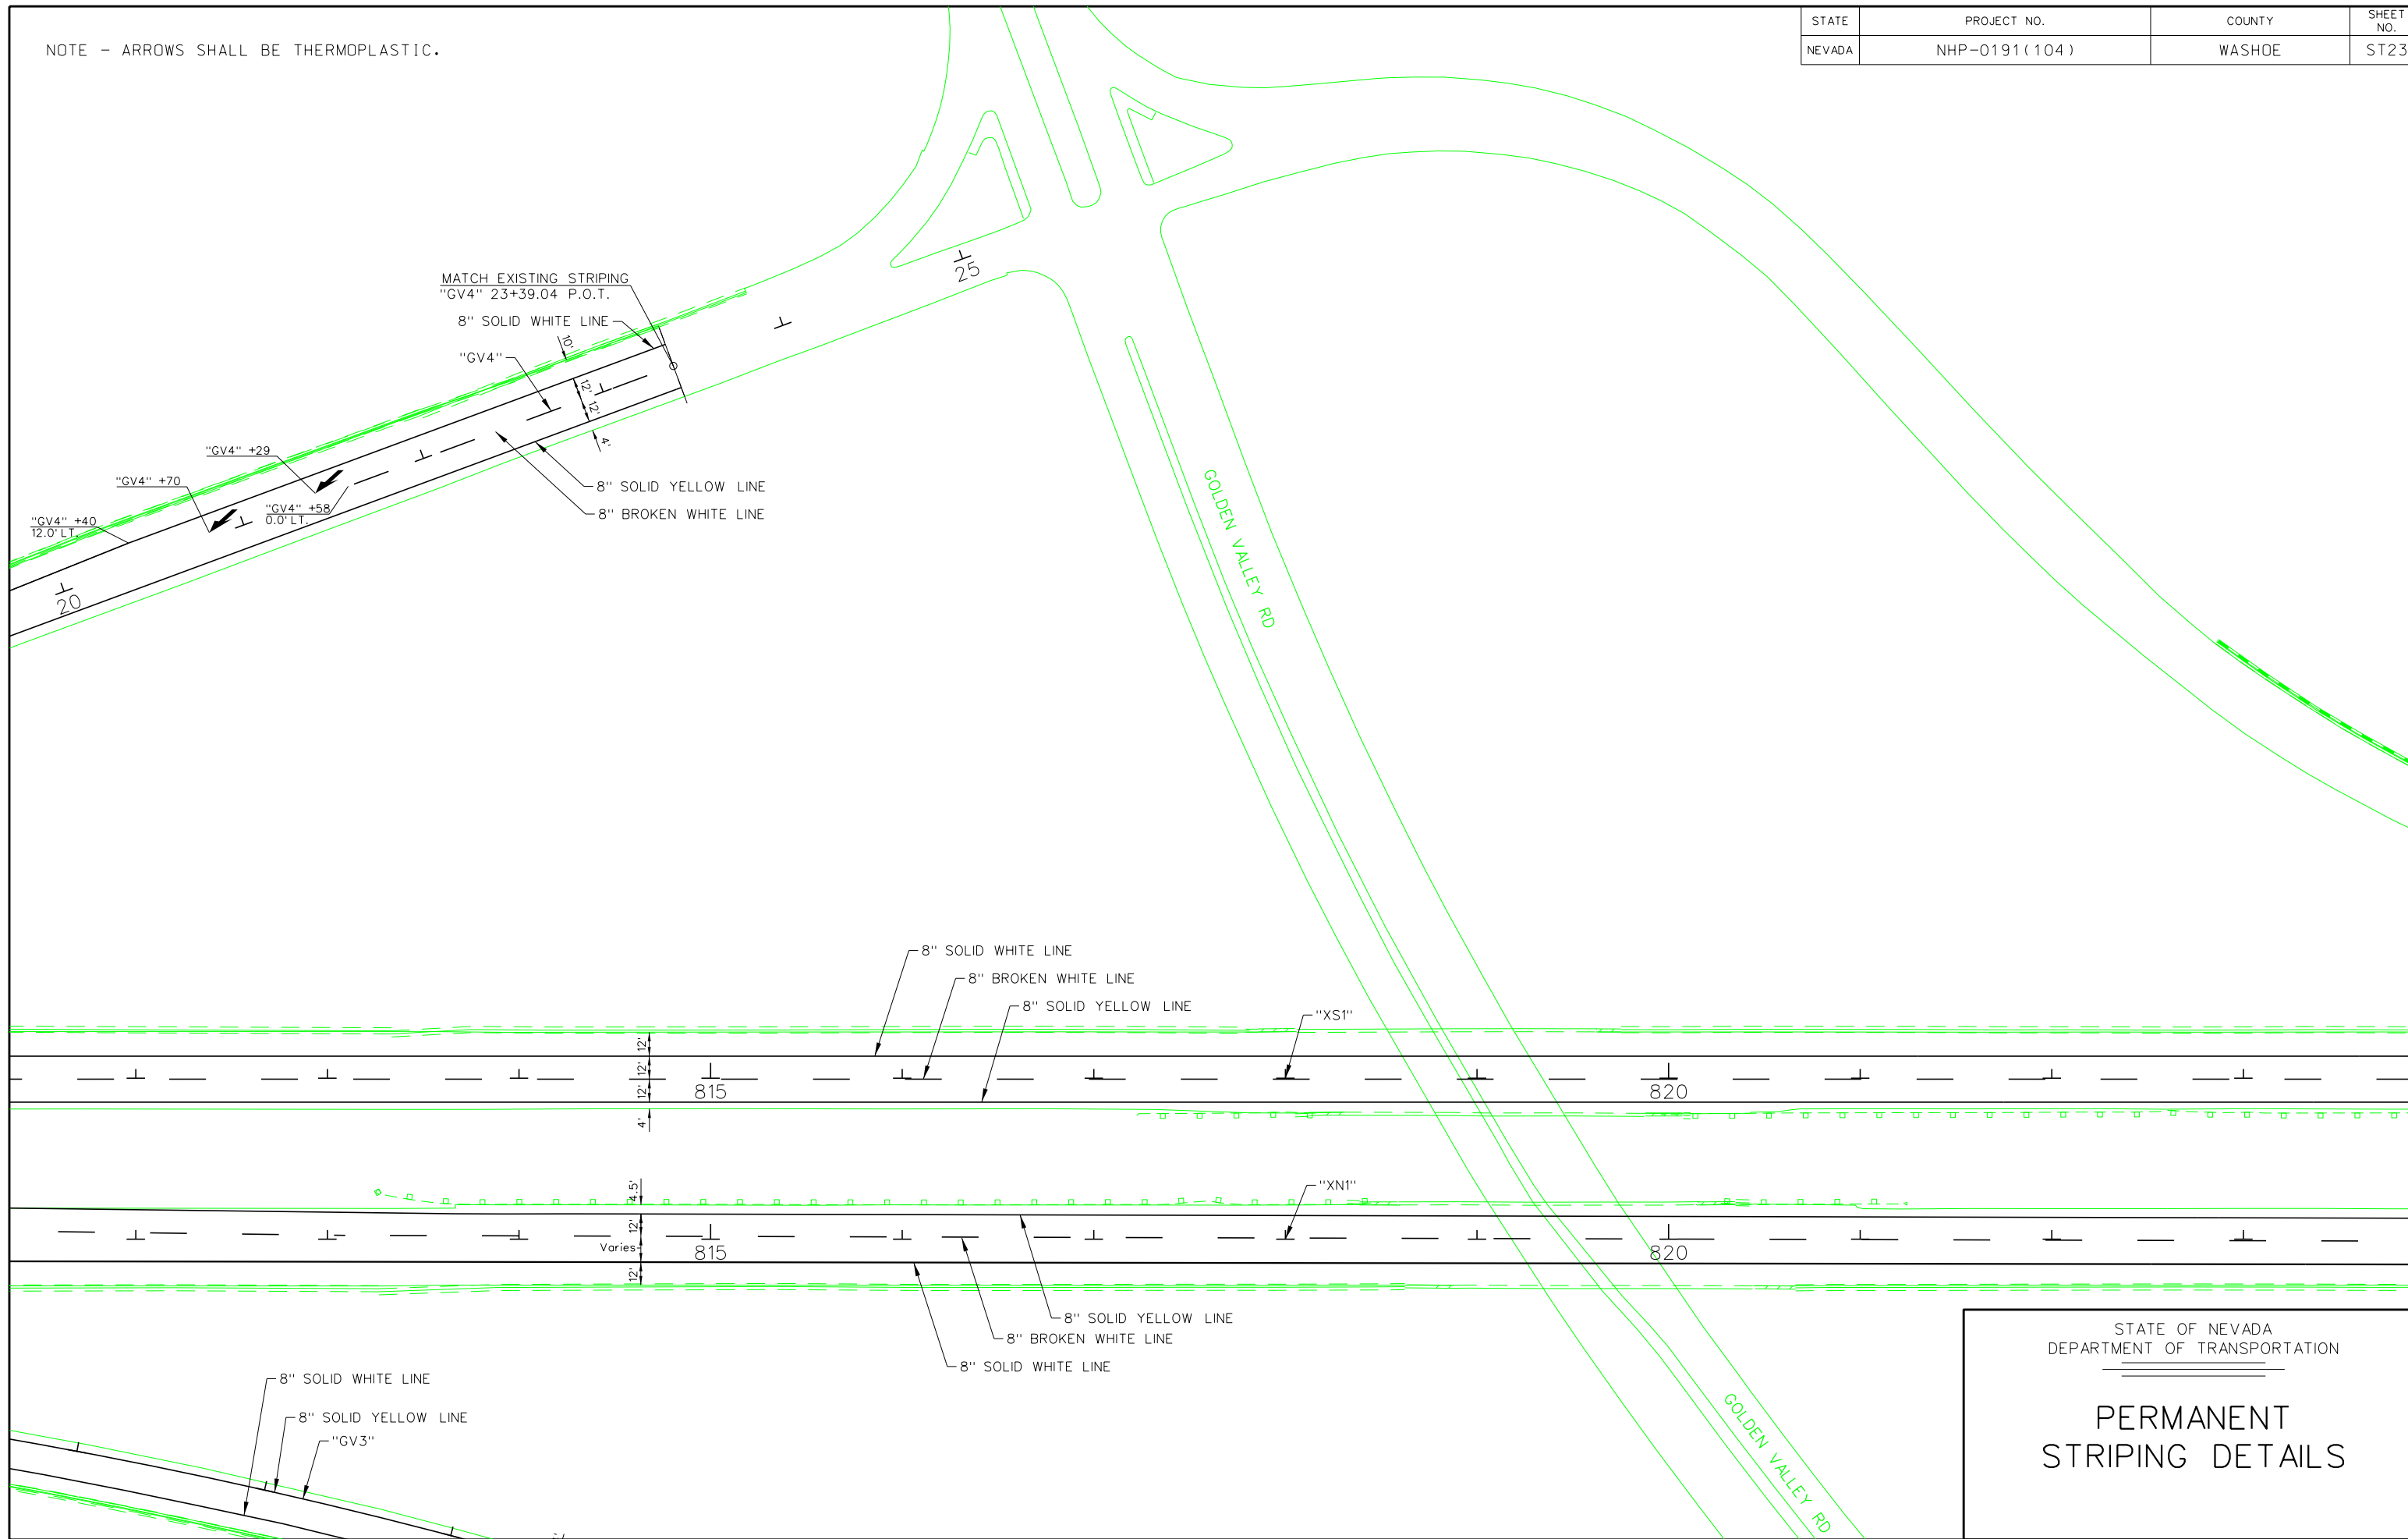 NOTE - ARROWS SHALL BE THERMOPLASTIC.
STATE
PROJECT NO.
COUNTY
SHEET
NO.
NEVADA
NHP-0191(104)
WASHOE
ST23
25
MATCH EXISTING STRIPING
"GV4" 23+39.04 P.O.T.
8" SOLID WHITE LINE
10'
"GV4"
12'
12'
4'
"GV4" +29
"GV4" +70
"GV4" +58
0.0' LT.
"GV4" +40
12.0' LT.
8" SOLID YELLOW LINE
8" BROKEN WHITE LINE
20
GOLDEN VALLEY RD
8" SOLID WHITE LINE
8" BROKEN WHITE LINE
8" SOLID YELLOW LINE
"XS1"
12'
12'
12'
815
820
4'
4.5'
"XN1"
12'
Varies
815
820
12'
8" SOLID YELLOW LINE
8" BROKEN WHITE LINE
8" SOLID WHITE LINE
8" SOLID WHITE LINE
8" SOLID YELLOW LINE
"GV3"
GOLDEN VALLEY RD
STATE OF NEVADA
DEPARTMENT OF TRANSPORTATION
PERMANENT
STRIPING DETAILS